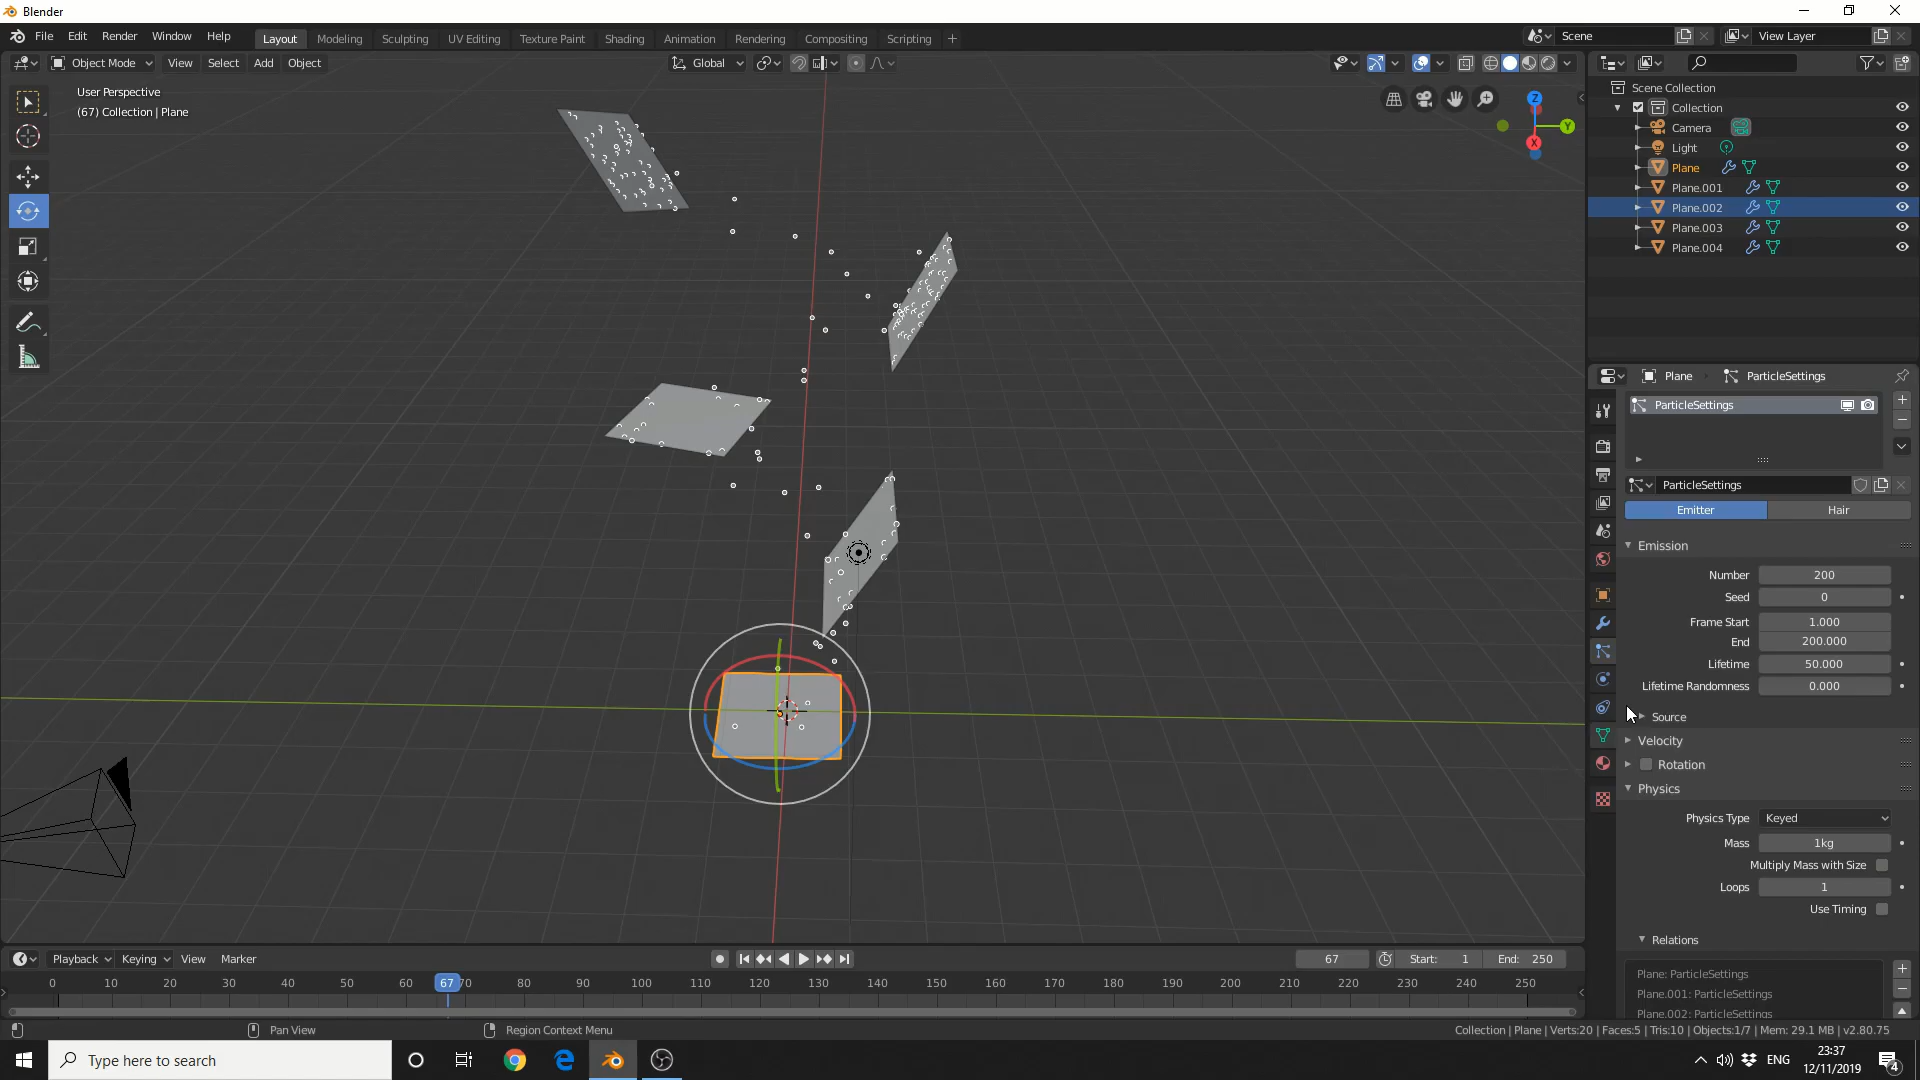 Blender
File Edit Render Window Help
Layout Modeling Sculpting UV Editing Texture Paint Shading Animation Rendering Compositing Scripting
Scene
View Layer
Object Mode View Select Add Object
Global
User Perspective
(67) Collection | Plane
Z
Y
X
Scene Collection
Collection
Camera
Light
Plane
Plane.001
Plane.002
Plane.003
Plane.004
Plane ParticleSettings
ParticleSettings
ParticleSettings
Emitter Hair
Emission
Number 200
Seed 0
Frame Start 1.000
End 200.000
Lifetime 50.000
Lifetime Randomness 0.000
Source
Velocity
Rotation
Physics
Physics Type Keyed
Mass 1kg
Multiply Mass with Size
Loops 1
Use Timing
Relations
Plane: ParticleSettings
Plane.001: ParticleSettings
Plane.002: ParticleSettings
Playback Keying View Marker
67 Start: 1 End: 250
0 10 20 30 40 50 60 67 70 80 90 100 110 120 130 140 150 160 170 180 190 200 210 220 230 240 250
Pan View Region Context Menu
Collection | Plane | Verts:20 | Faces:5 | Tris:10 | Objects:1/7 | Mem: 29.1 MB | v2.80.75
Type here to search
ENG
23:37
12/11/2019
4